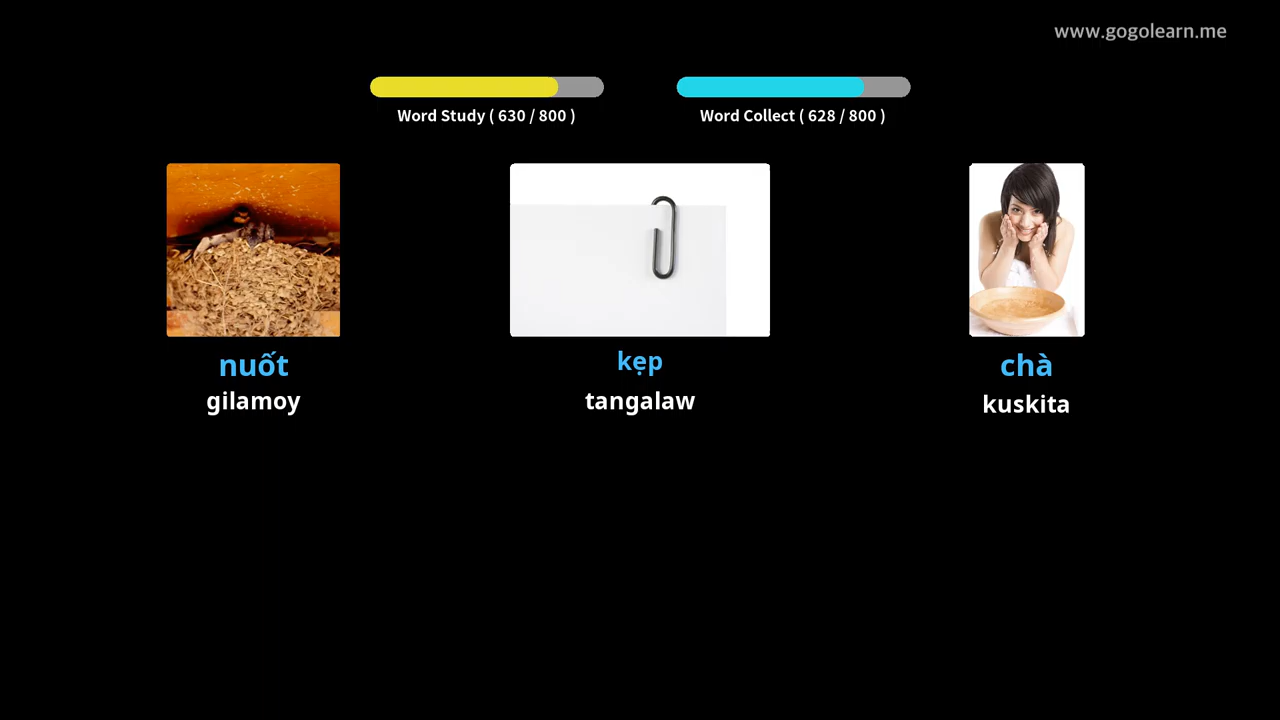 www.gogolearn.me
Word Study ( 630 / 800 )
Word Collect ( 628 / 800 )
nuốt
kẹp
chà
gilamoy
tangalaw
kuskita